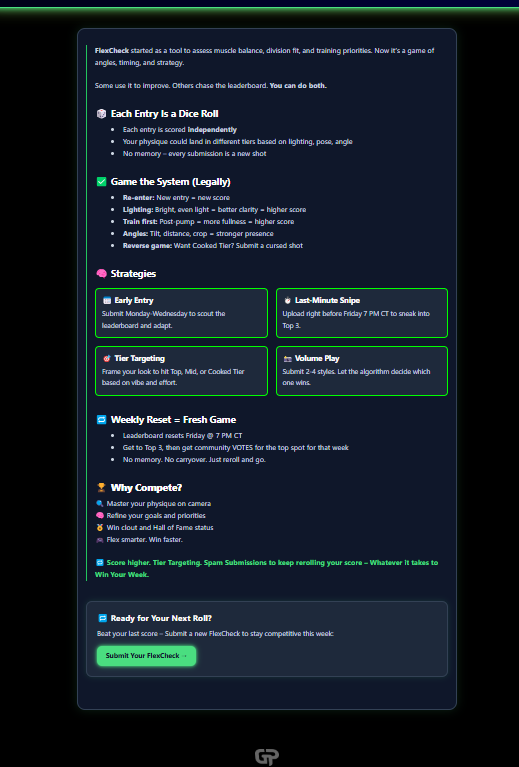 FlexCheck started as a tool to assess muscle balance, division fit, and training priorities. Now it's a game of
angles, timing, and strategy.
Some use it to improve. Others chase the leaderboard. You can do both.
🎲 Each Entry Is a Dice Roll
• Each entry is scored independently
• Your physique could land in different tiers based on lighting, pose, angle
• No memory – every submission is a new shot
✅ Game the System (Legally)
• Re-enter: New entry = new score
• Lighting: Bright, even light = better clarity = higher score
• Train first: Post-pump = more fullness = higher score
• Angles: Tilt, distance, crop = stronger presence
• Reverse game: Want Cooked Tier? Submit a cursed shot
🧠 Strategies
📅 Early Entry
Submit Monday-Wednesday to scout the
leaderboard and adapt.
⏱️ Last-Minute Snipe
Upload right before Friday 7 PM CT to sneak into
Top 3.
🎯 Tier Targeting
Frame your look to hit Top, Mid, or Cooked Tier
based on vibe and effort.
📸 Volume Play
Submit 2-4 styles. Let the algorithm decide which
one wins.
🔁 Weekly Reset = Fresh Game
• Leaderboard resets Friday @ 7 PM CT
• Get to Top 3, then get community VOTES for the top spot for that week
• No memory. No carryover. Just reroll and go.
🏆 Why Compete?
🔍 Master your physique on camera
🧠 Refine your goals and priorities
🏅 Win clout and Hall of Fame status
🎮 Flex smarter. Win faster.
🔁 Score higher. Tier Targeting. Spam Submissions to keep rerolling your score – Whatever it takes to
Win Your Week.
🔁 Ready for Your Next Roll?
Beat your last score – Submit a new FlexCheck to stay competitive this week:
Submit Your FlexCheck →
GP